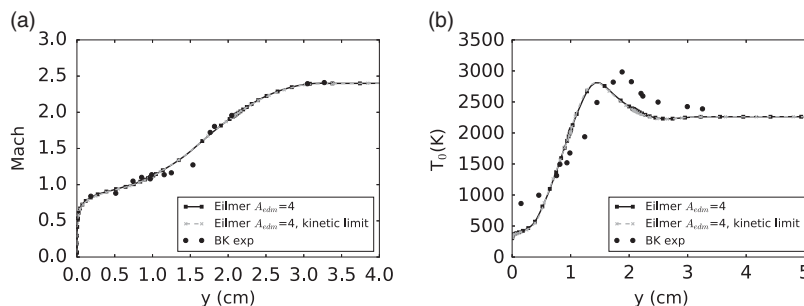 (a)
3.0
2.5
2.0
1.5
1.0
0.5
0.0
Mach
0.0 0.5 1.0 1.5 2.0 2.5 3.0 3.5 4.0
y (cm)
Eilmer A_edm=4
Eilmer A_edm=4, kinetic limit
BK exp
(b)
3500
3000
2500
2000
1500
1000
500
0
T_0(K)
0 1 2 3 4 5
y (cm)
Eilmer A_edm=4
Eilmer A_edm=4, kinetic limit
BK exp